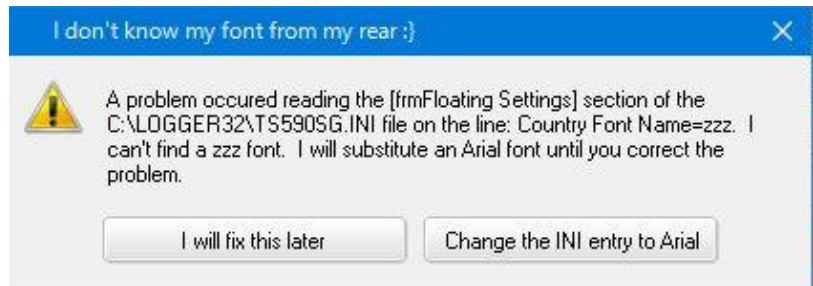 I don't know my font from my rear :}
A problem occured reading the [frmFloating Settings] section of the
C:\LOGGER32\TS590SG.INI file on the line: Country Font Name=zzz. I
can't find a zzz font. I will substitute an Arial font until you correct the
problem.
I will fix this later
Change the INI entry to Arial